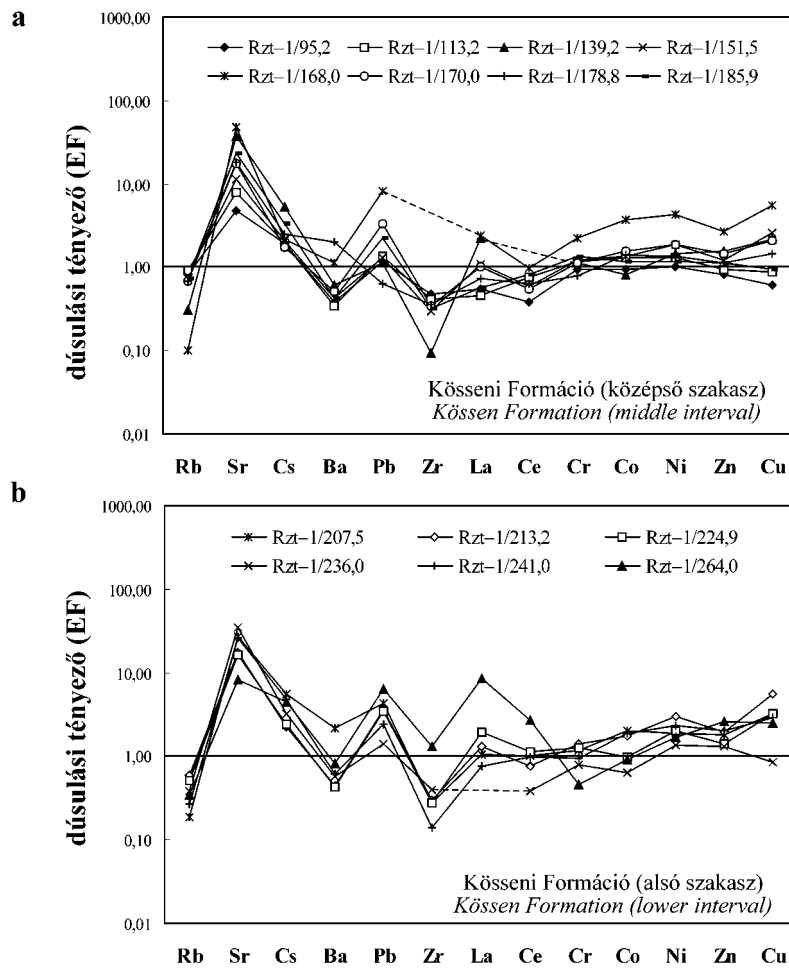 a
1000,00
100,00
10,00
1,00
0,10
0,01
dúsulási tényező (EF)
Rzt–1/95,2 Rzt–1/113,2 Rzt–1/139,2 Rzt–1/151,5
Rzt–1/168,0 Rzt–1/170,0 Rzt–1/178,8 Rzt–1/185,9
Kösseni Formáció (középső szakasz)
Kössen Formation (middle interval)
Rb Sr Cs Ba Pb Zr La Ce Cr Co Ni Zn Cu
b
1000,00
100,00
10,00
1,00
0,10
0,01
dúsulási tényező (EF)
Rzt–1/207,5 Rzt–1/213,2 Rzt–1/224,9
Rzt–1/236,0 Rzt–1/241,0 Rzt–1/264,0
Kösseni Formáció (alsó szakasz)
Kössen Formation (lower interval)
Rb Sr Cs Ba Pb Zr La Ce Cr Co Ni Zn Cu